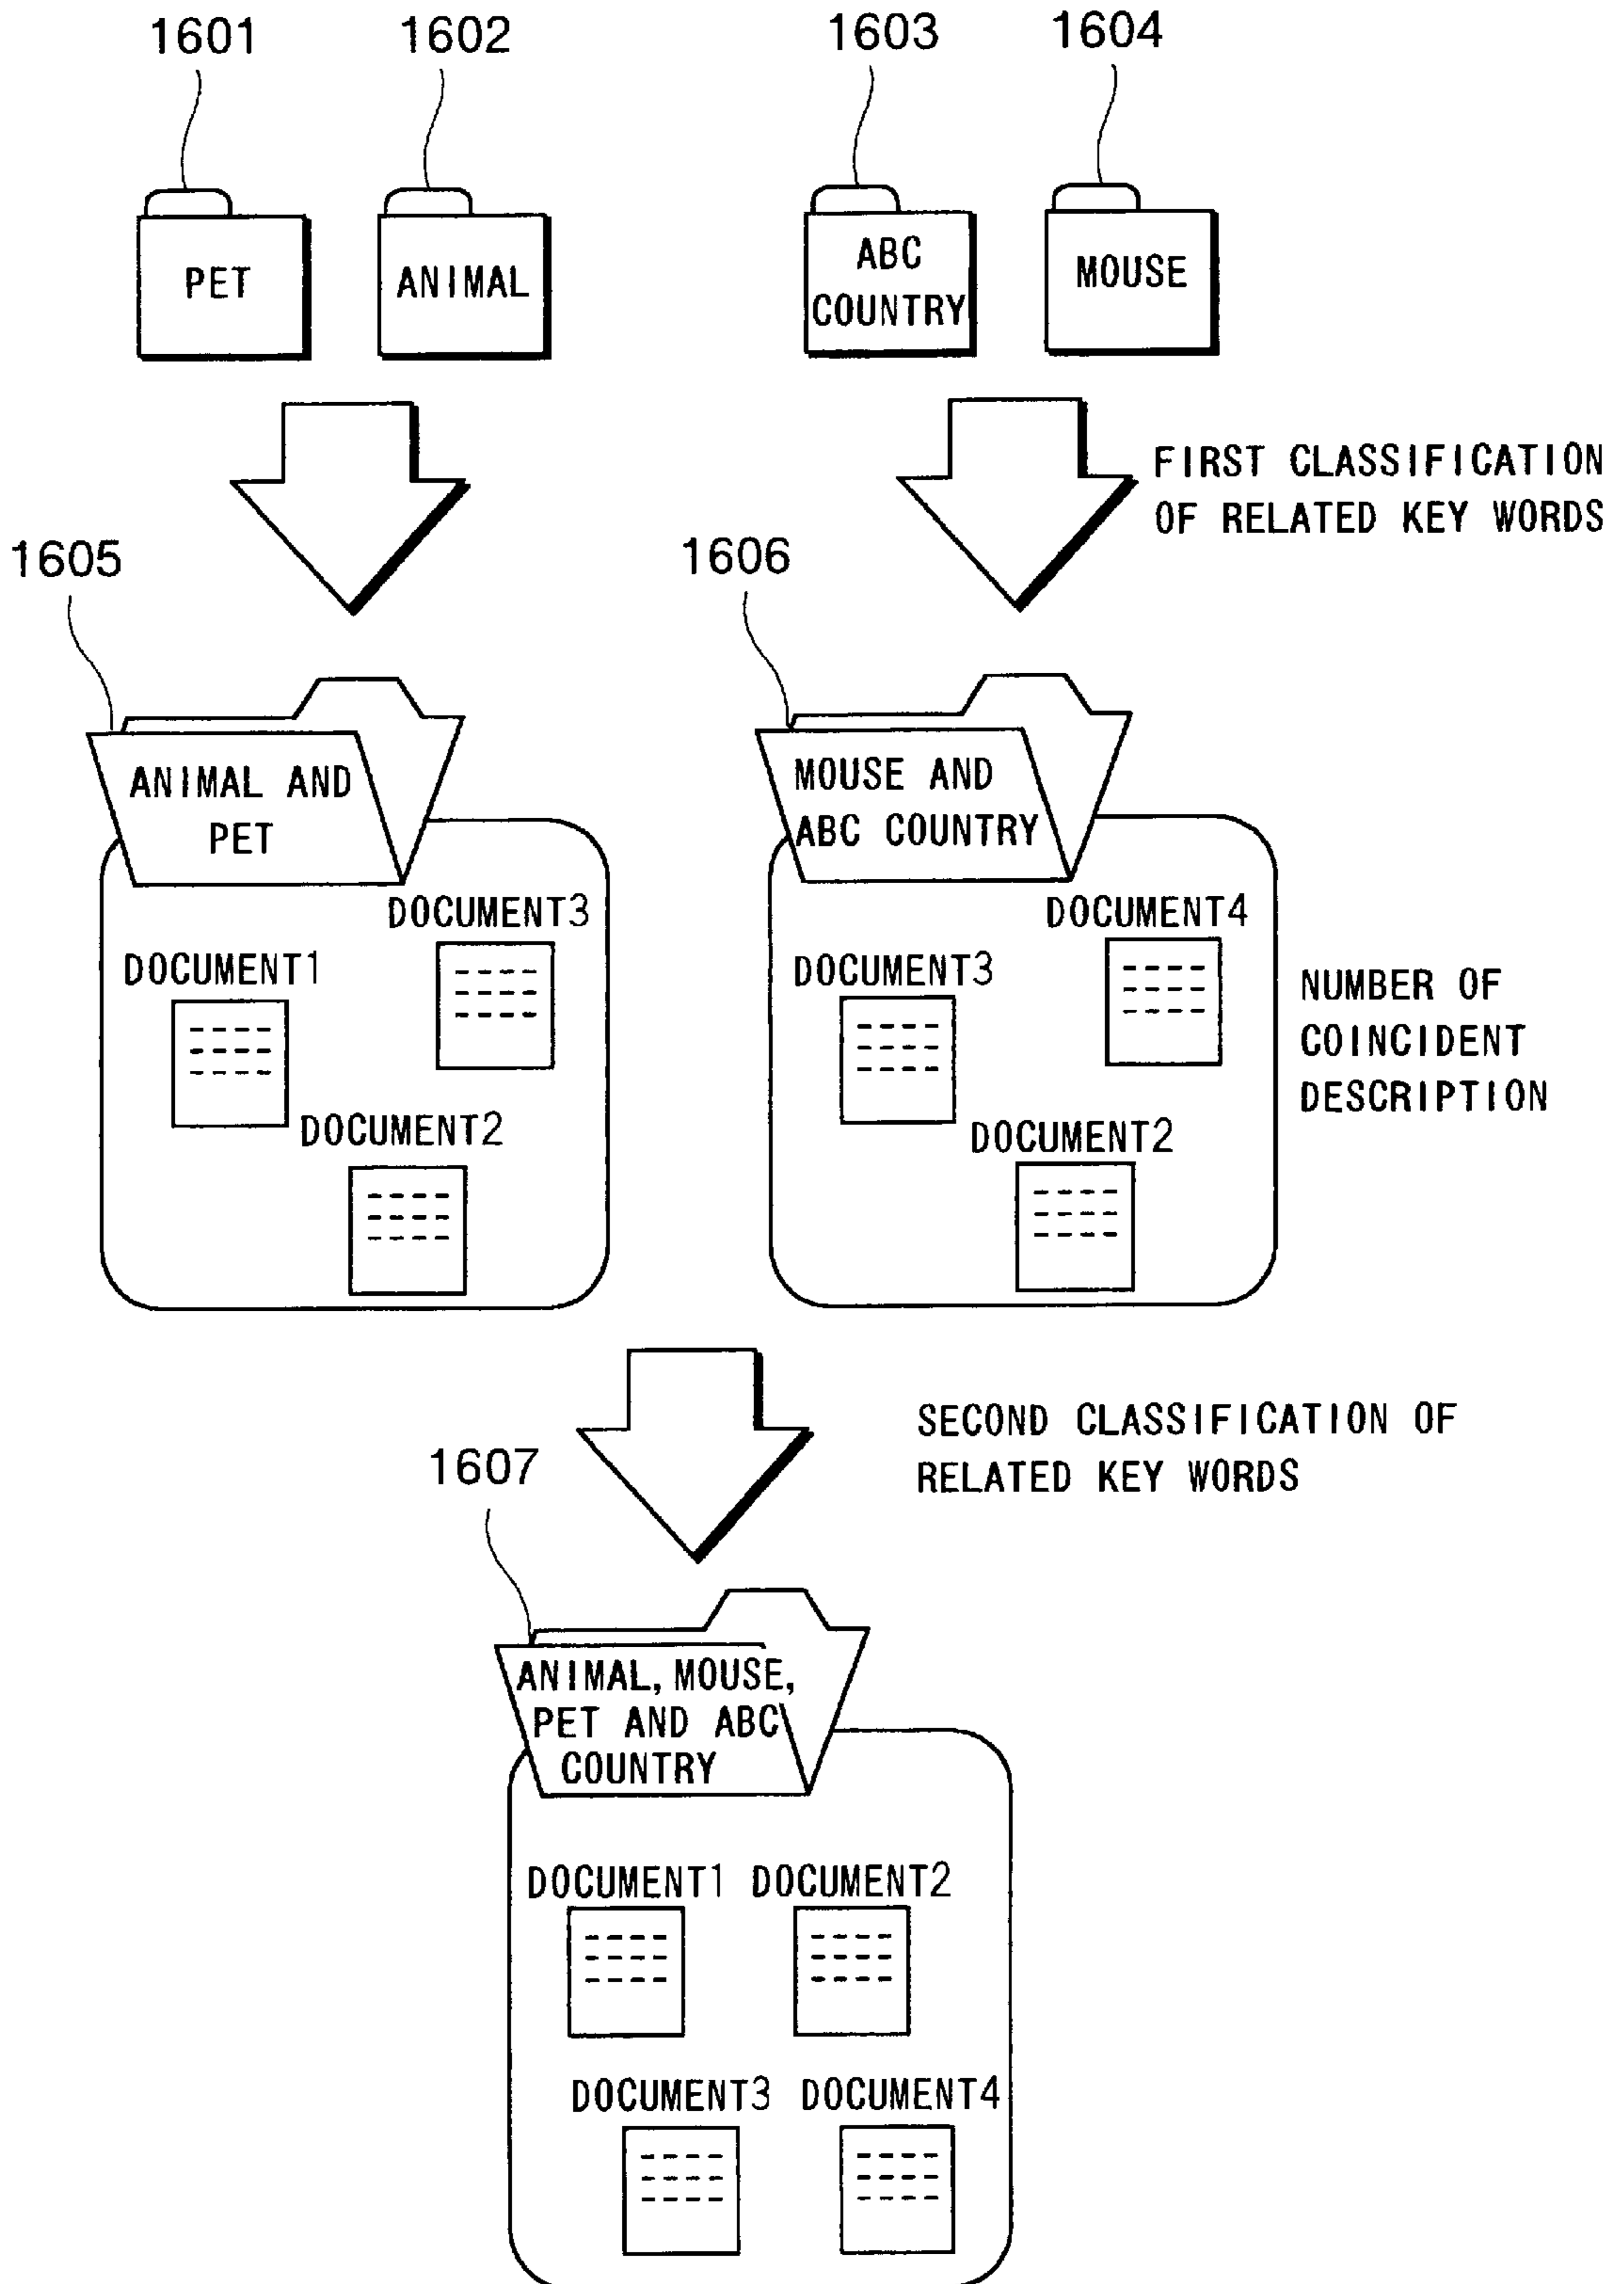 1601
1602
1603
1604
PET
ANIMAL
ABC
COUNTRY
MOUSE
FIRST CLASSIFICATION
OF RELATED KEY WORDS
1605
1606
ANIMAL AND
PET
MOUSE AND
ABC COUNTRY
DOCUMENT3
DOCUMENT1
DOCUMENT2
DOCUMENT4
DOCUMENT3
DOCUMENT2
NUMBER OF
COINCIDENT
DESCRIPTION
SECOND CLASSIFICATION OF
RELATED KEY WORDS
1607
ANIMAL, MOUSE,
PET AND ABC
COUNTRY
DOCUMENT1 DOCUMENT2
DOCUMENT3 DOCUMENT4